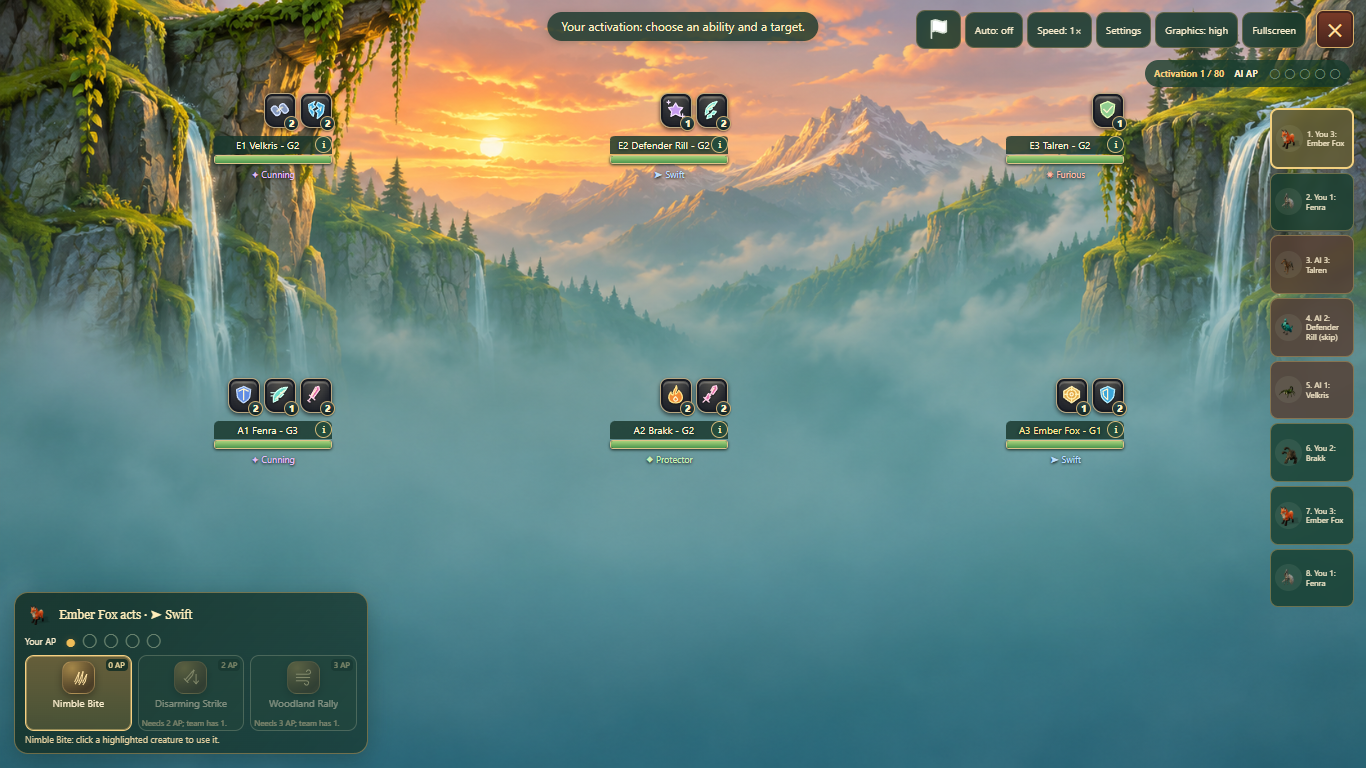 Your activation: choose an ability and a target.
Auto: off
Speed: 1×
Settings
Graphics: high
Fullscreen
Activation 1 / 80 AI AP
2 2
E1 Velkris - G2 i
Cunning
1 2
E2 Defender Rill - G2 i
Swift
1
E3 Talren - G2 i
Furious
2 1 2
A1 Fenra - G3 i
Cunning
2 2
A2 Brakk - G2 i
Protector
1 2
A3 Ember Fox - G1 i
Swift
1. You 3:
Ember Fox
2. You 1:
Fenra
3. AI 3:
Talren
4. AI 2:
Defender
Rill (skip)
5. AI 1:
Velkris
6. You 2:
Brakk
7. You 3:
Ember Fox
8. You 1:
Fenra
Ember Fox acts · ➤ Swift
Your AP
0 AP
Nimble Bite
2 AP
Disarming Strike
Needs 2 AP; team has 1.
3 AP
Woodland Rally
Needs 3 AP; team has 1.
Nimble Bite: click a highlighted creature to use it.